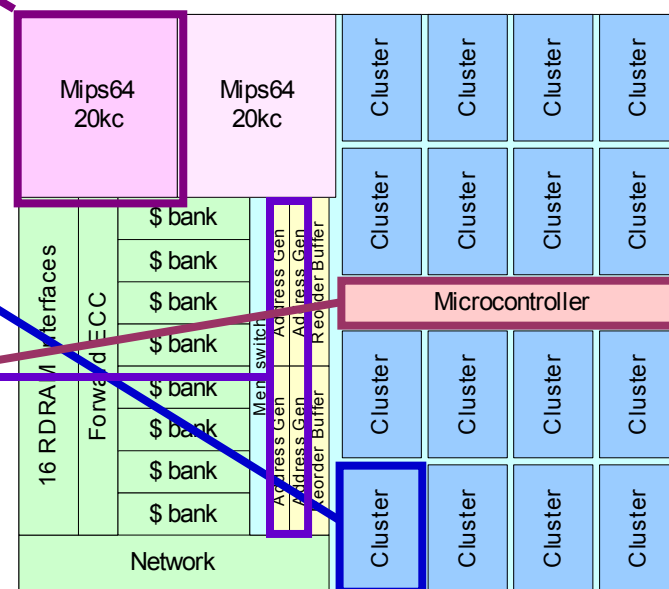 Mips64
20kc
Mips64
20kc
Cluster
Cluster
Cluster
Cluster
Cluster
Cluster
Cluster
Cluster
16 RDRAM Interfaces
Forward ECC
$ bank
$ bank
$ bank
$ bank
$ bank
$ bank
$ bank
$ bank
Mem switch
Address Gen
Address Gen
Reorder Buffer
Address Gen
Address Gen
Reorder Buffer
Microcontroller
Cluster
Cluster
Cluster
Cluster
Cluster
Cluster
Cluster
Cluster
Network